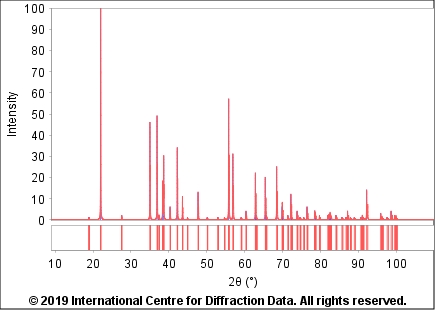 100
90
80
70
60
50
40
30
20
10
0
Intensity
10 20 30 40 50 60 70 80 90 100
2θ (°)
© 2019 International Centre for Diffraction Data. All rights reserved.